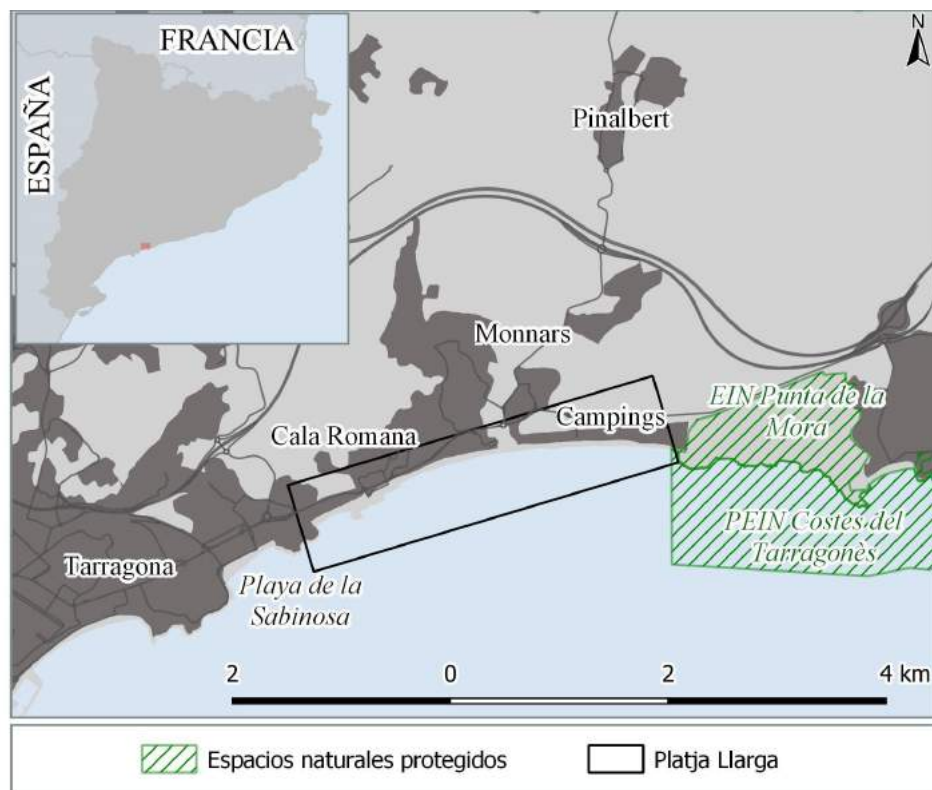 FRANCIA
ESPAÑA
N
Pinalbert
Monnars
EIN Punta de la
Mora
Campings
Cala Romana
PEIN Costes del
Tarragonès
Tarragona
Playa de la
Sabinosa
2 0 2 4 km
Espacios naturales protegidos
Platja Llarga